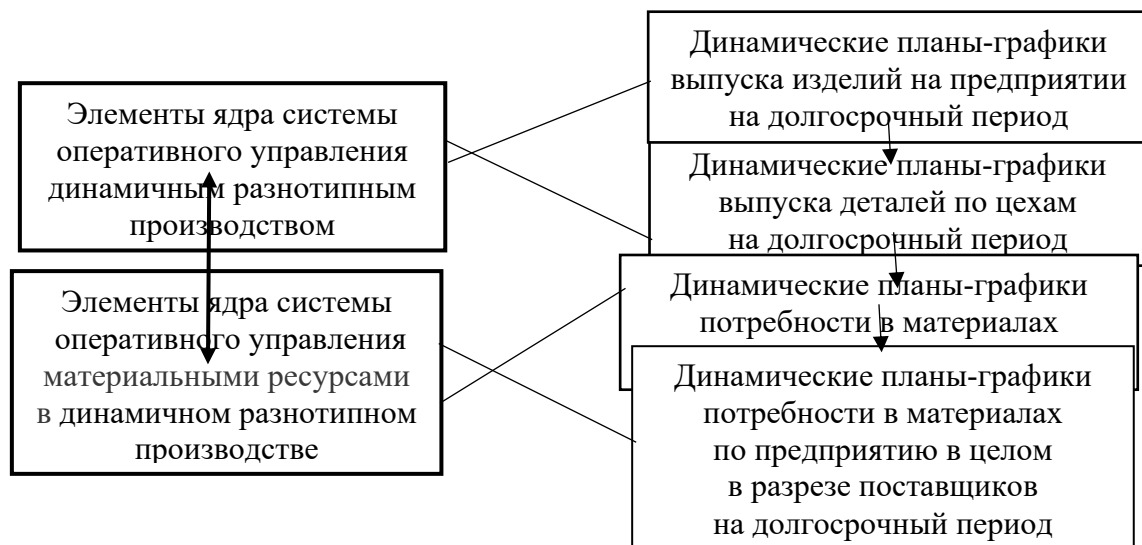 Элементы ядра системы
оперативного управления
динамичным разнотипным
производством
Элементы ядра системы
оперативного управления
материальными ресурсами
в динамичном разнотипном
производстве
Динамические планы-графики
выпуска изделий на предприятии
на долгосрочный период
Динамические планы-графики
выпуска деталей по цехам
на долгосрочный период
Динамические планы-графики
потребности в материалах
Динамические планы-графики
потребности в материалах
по предприятию в целом
в разрезе поставщиков
на долгосрочный период